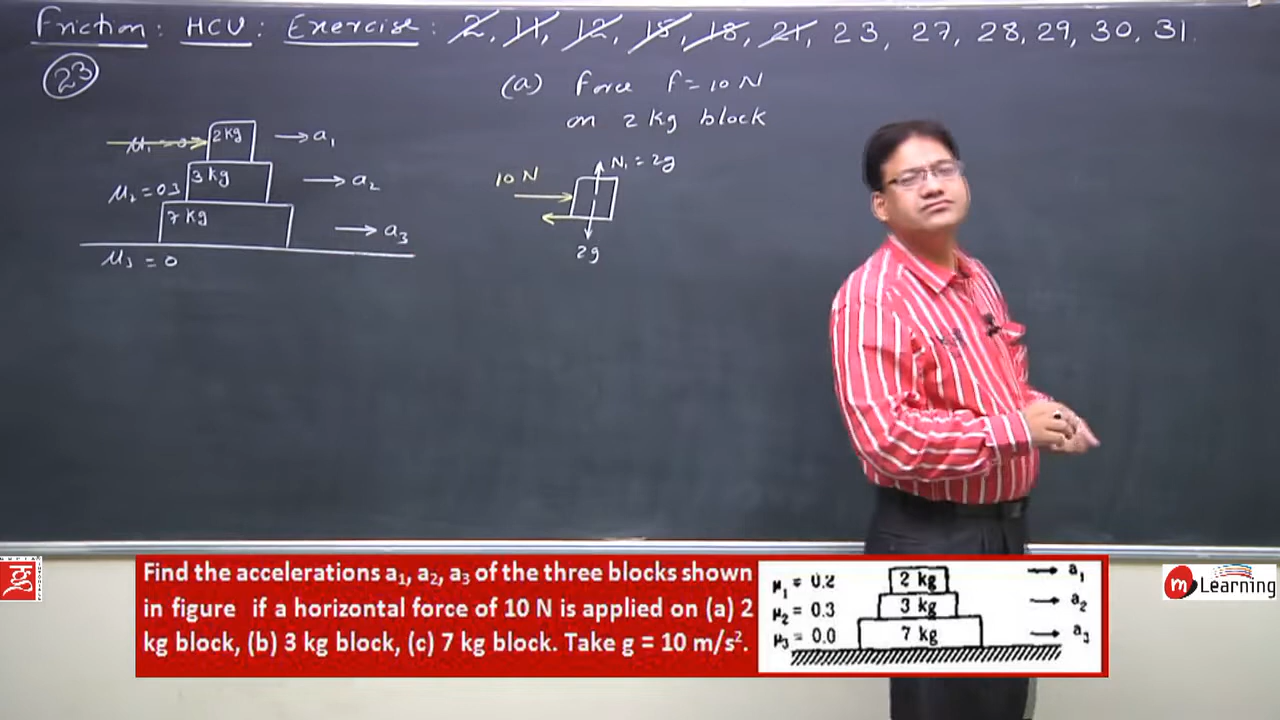 Friction : HCV : Exercise : 2, 11, 12, 15, 18, 21, 23, 27, 28, 29, 30, 31.
23
(a) Force f = 10 N
on 2 kg block
2 kg → a₁
μ₂ = 0.3 3 kg → a₂
7 kg → a₃
μ₃ = 0
10 N
N₁ = 2g
2g
Find the accelerations a₁, a₂, a₃ of the three blocks shown
in figure if a horizontal force of 10 N is applied on (a) 2
kg block, (b) 3 kg block, (c) 7 kg block. Take g = 10 m/s².
μ₁ = 0.2 2 kg → a₁
μ₂ = 0.3 3 kg → a₂
μ₃ = 0.0 7 kg → a₃
m Learning